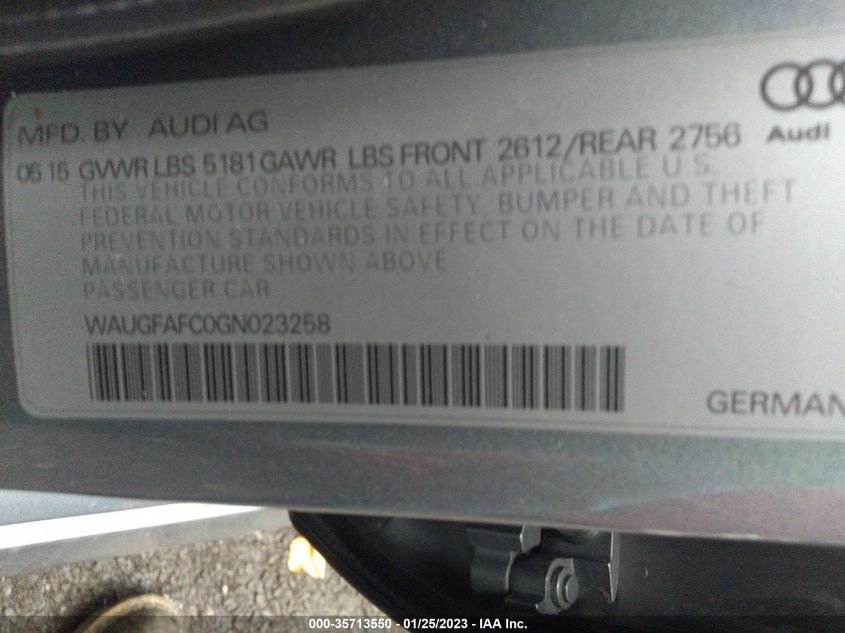 MFD. BY AUDI AG
05 15 GVWR LBS 5181 GAWR LBS FRONT 2612/REAR 2756
Audi
THIS VEHICLE CONFORMS TO ALL APPLICABLE U S
FEDERAL MOTOR VEHICLE SAFETY, BUMPER AND THEFT
PREVENTION STANDARDS IN EFFECT ON THE DATE OF
MANUFACTURE SHOWN ABOVE
PASSENGER CAR
WAUGFAFC0GN023258
GERMAN
000-35713550 - 01/25/2023 - IAA Inc.